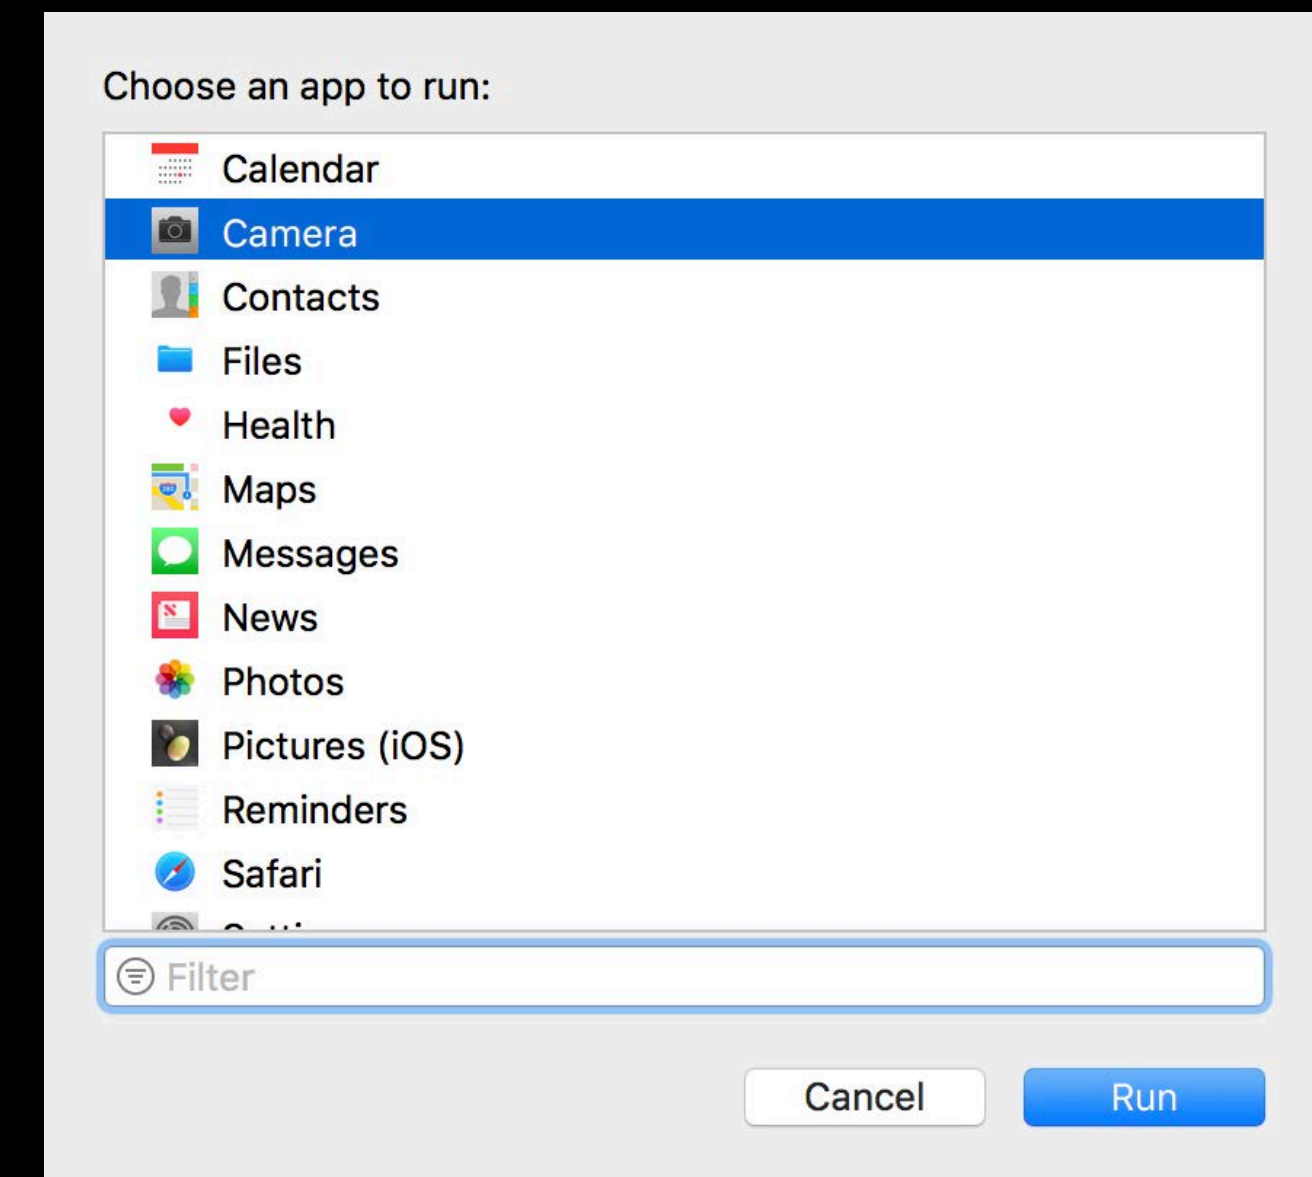 Choose an app to run:
Calendar
Camera
Contacts
Files
Health
Maps
Messages
News
Photos
Pictures (iOS)
Reminders
Safari
Filter
Cancel
Run